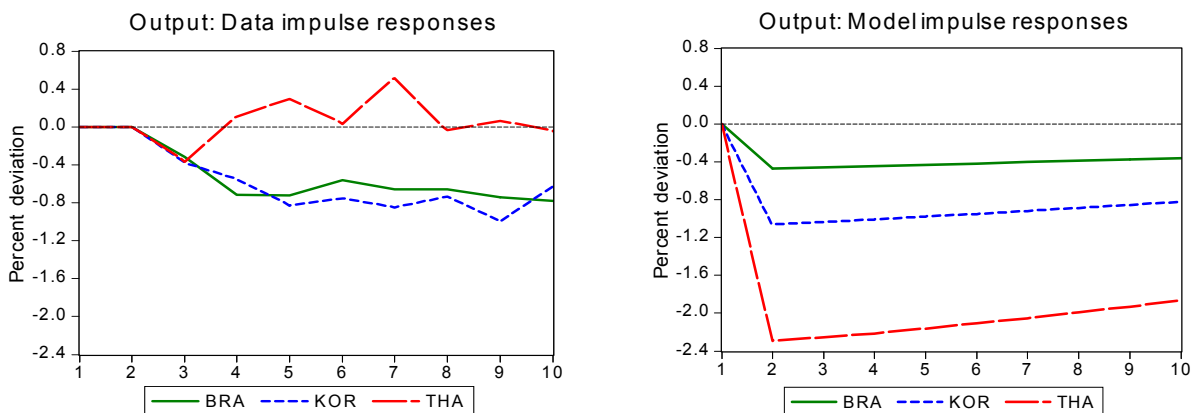 Output: Data impulse responses
Percent deviation
0.8
0.4
0.0
-0.4
-0.8
-1.2
-1.6
-2.0
-2.4
1 2 3 4 5 6 7 8 9 10
BRA KOR THA
Output: Model impulse responses
Percent deviation
0.8
0.4
0.0
-0.4
-0.8
-1.2
-1.6
-2.0
-2.4
1 2 3 4 5 6 7 8 9 10
BRA KOR THA